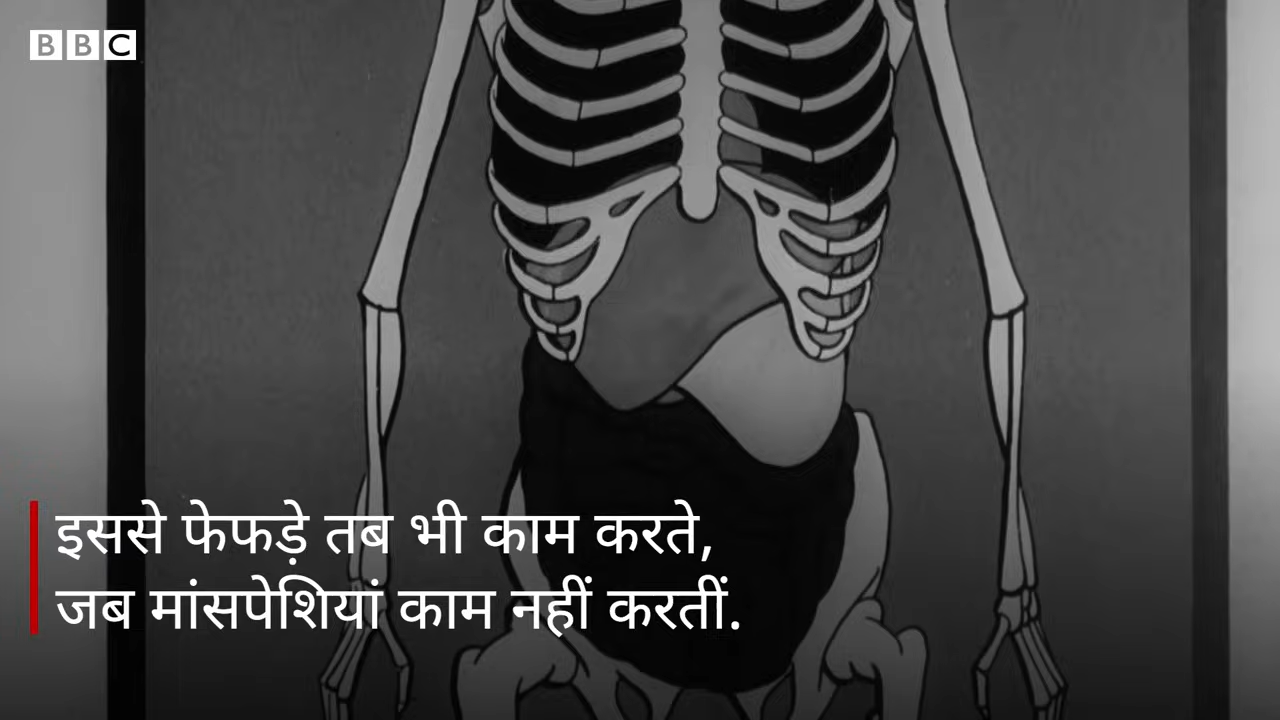 BBC
इससे फेफड़े तब भी काम करते,
जब मांसपेशियां काम नहीं करतीं.